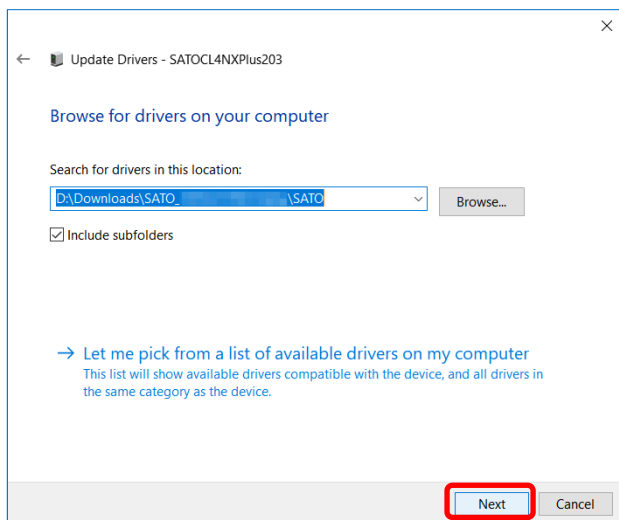 Update Drivers - SATOCL4NXPlus203
Browse for drivers on your computer
Search for drivers in this location:
D:\Downloads\SATO_ \SATO
Browse...
Include subfolders
Let me pick from a list of available drivers on my computer
This list will show available drivers compatible with the device, and all drivers in
the same category as the device.
Next
Cancel